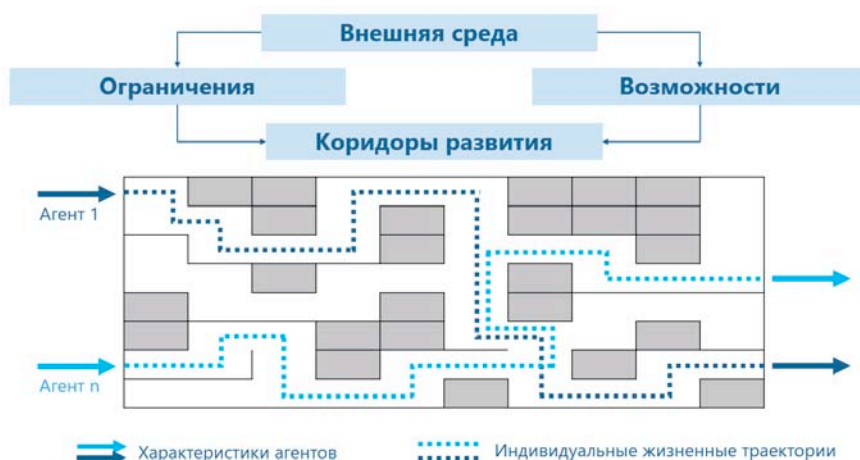 Внешняя среда
Ограничения
Возможности
Коридоры развития
Агент 1
Агент n
Характеристики агентов
Индивидуальные жизненные траектории